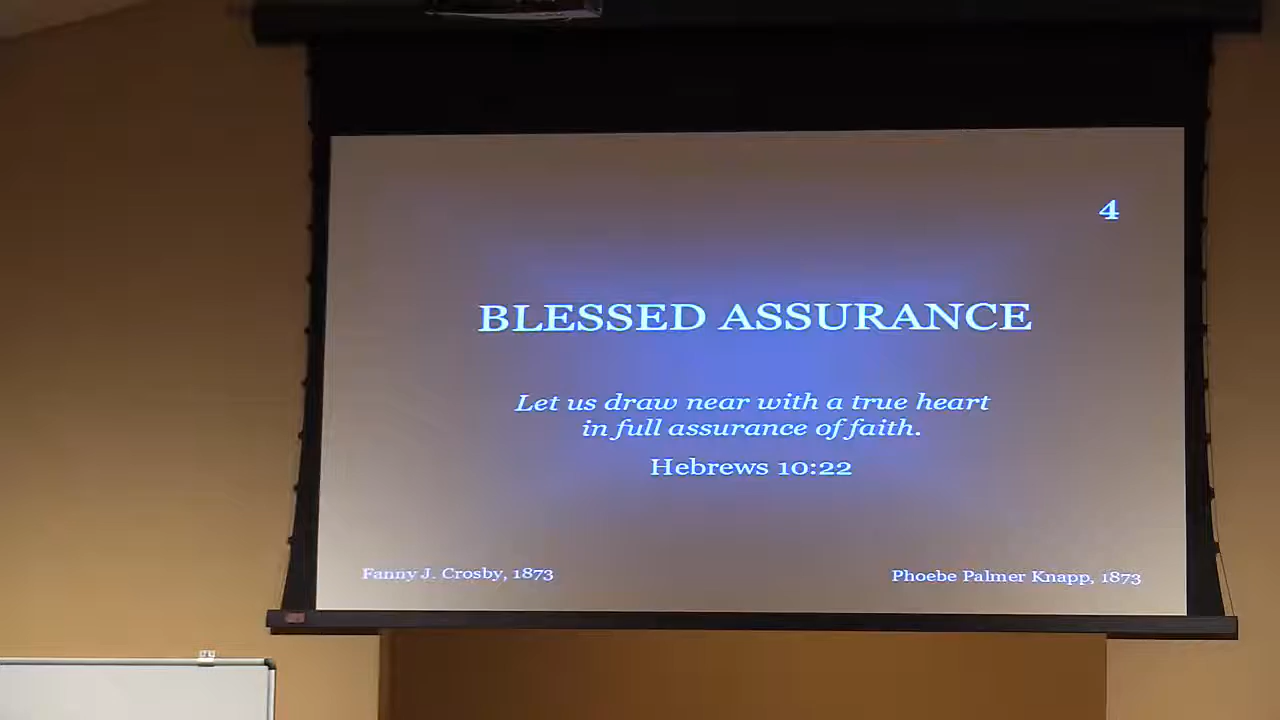 4
BLESSED ASSURANCE
Let us draw near with a true heart
in full assurance of faith.
Hebrews 10:22
Fanny J. Crosby, 1873
Phoebe Palmer Knapp, 1873